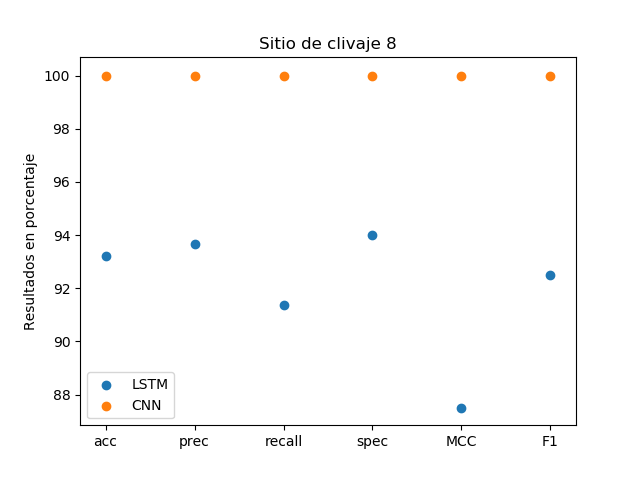 Sitio de clivaje 8
Resultados en porcentaje
100
98
96
94
92
90
88
LSTM
CNN
acc prec recall spec MCC F1